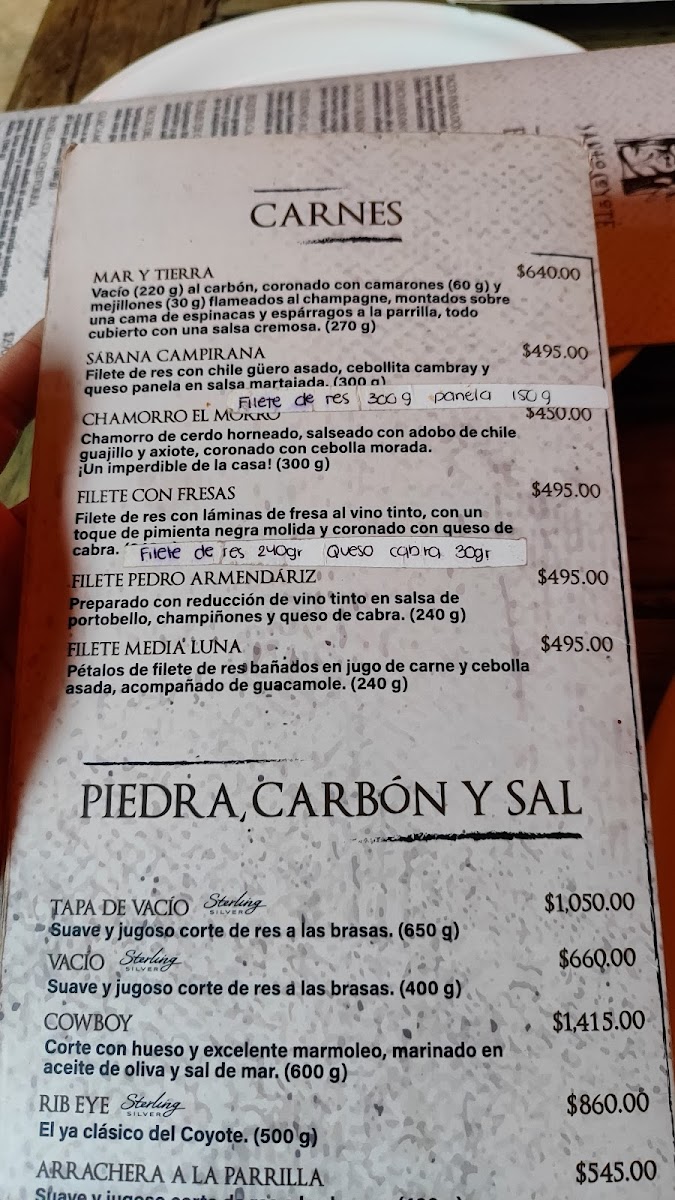 CARNES
MAR Y TIERRA $640.00
Vacío (220 g) al carbón, coronado con camarones (60 g) y
mejillones (30 g) flameados al champagne, montados sobre
una cama de espinacas y espárragos a la parrilla, todo
cubierto con una salsa cremosa. (270 g)
SÁBANA CAMPIRANA $495.00
Filete de res con chile güero asado, cebollita cambray y
queso panela en salsa martajada. (300 g)
Filete de res 300 g panela 150 g
CHAMORRO EL MORRO $450.00
Chamorro de cerdo horneado, salseado con adobo de chile
guajillo y axiote, coronado con cebolla morada.
¡Un imperdible de la casa! (300 g)
FILETE CON FRESAS $495.00
Filete de res con láminas de fresa al vino tinto, con un
toque de pimienta negra molida y coronado con queso de
cabra. Filete de res 240gr Queso cabra 30gr
FILETE PEDRO ARMENDÁRIZ $495.00
Preparado con reducción de vino tinto en salsa de
portobello, champiñones y queso de cabra. (240 g)
FILETE MEDIA LUNA $495.00
Pétalos de filete de res bañados en jugo de carne y cebolla
asada, acompañado de guacamole. (240 g)
PIEDRA, CARBÓN Y SAL
TAPA DE VACÍO Sterling SILVER $1,050.00
Suave y jugoso corte de res a las brasas. (650 g)
VACÍO Sterling SILVER $660.00
Suave y jugoso corte de res a las brasas. (400 g)
COWBOY $1,415.00
Corte con hueso y excelente marmoleo, marinado en
aceite de oliva y sal de mar. (600 g)
RIB EYE Sterling SILVER $860.00
El ya clásico del Coyote. (500 g)
ARRACHERA A LA PARRILLA $545.00
Suave y jugoso corte de res